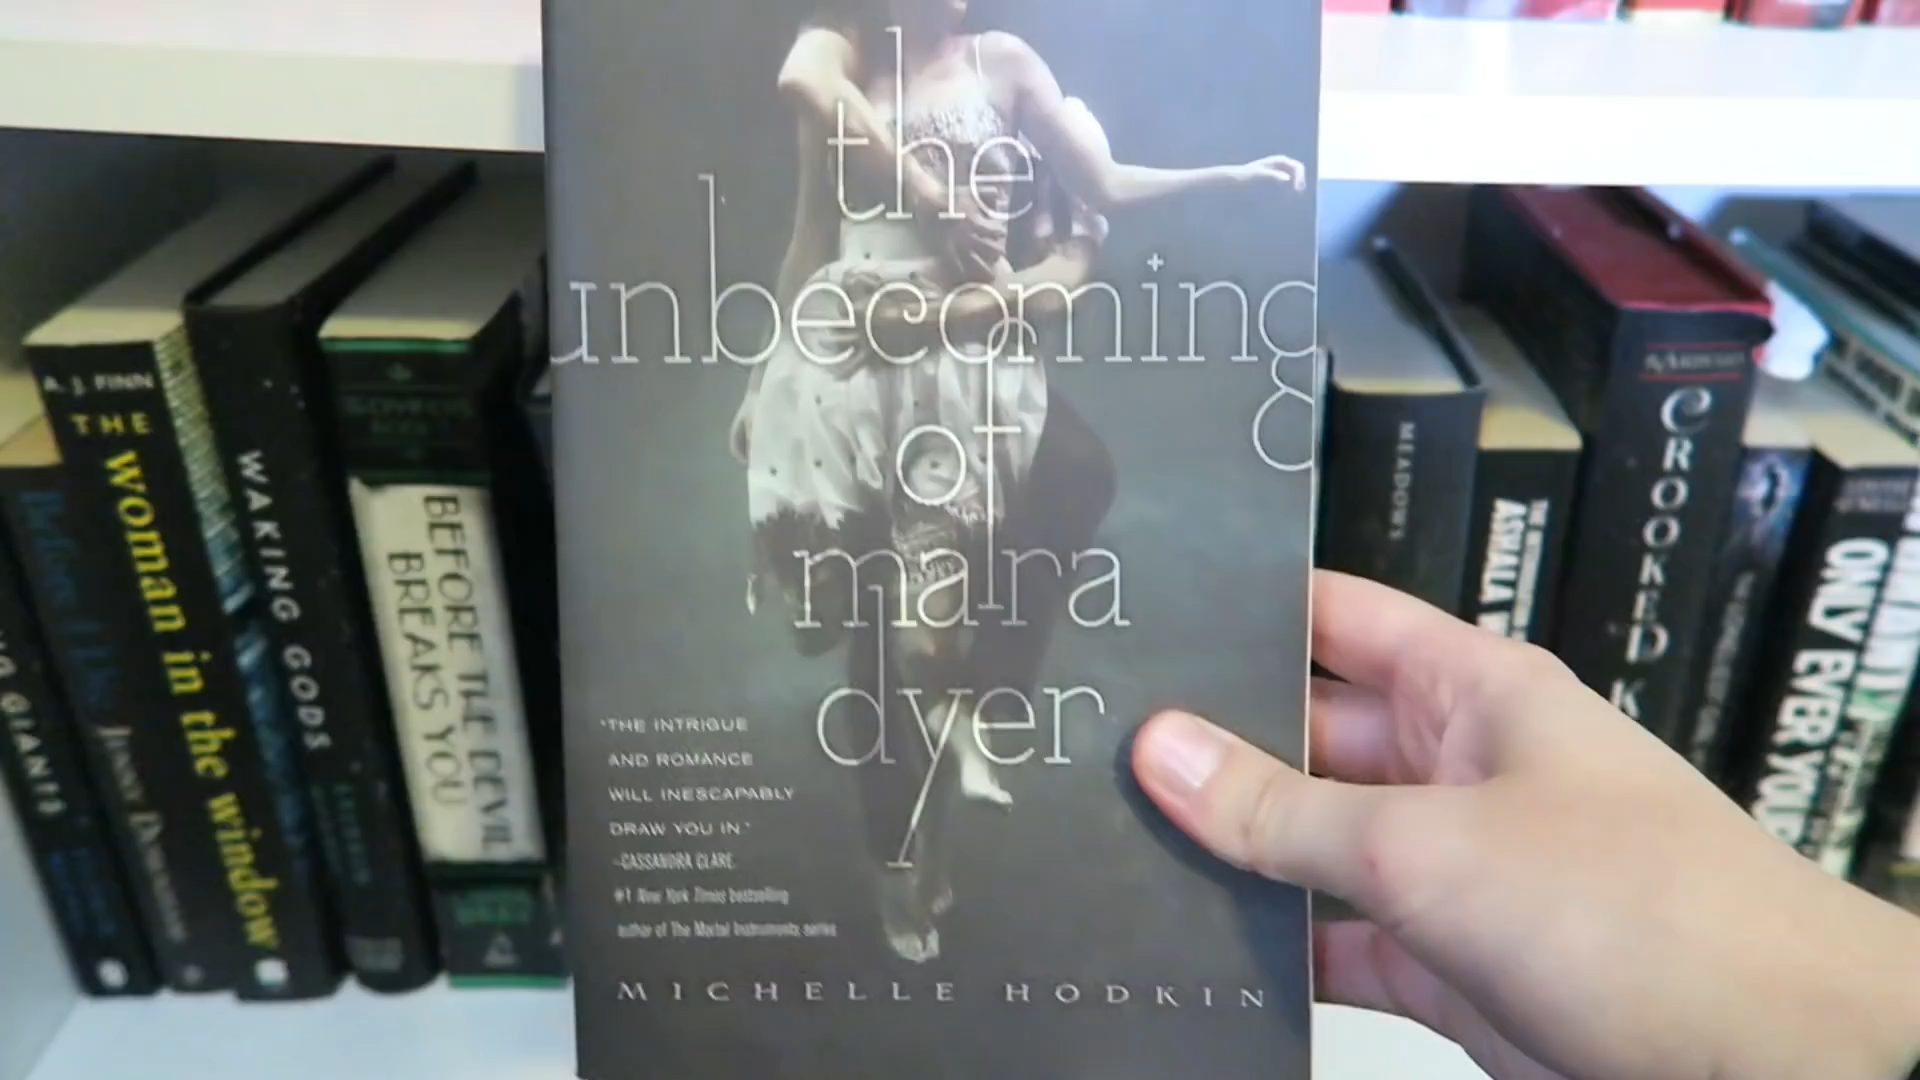 the
unbecoming
of
mara
dyer
"THE INTRIGUE
AND ROMANCE
WILL INESCAPABLY
DRAW YOU IN."
–CASSANDRA CLARE,
#1 New York Times bestselling
author of The Mortal Instruments series
MICHELLE HODKIN
GIANTS
A. J. FINN
THE
woman in the window
WAKING GODS
BEFORE THE DEVIL
BREAKS YOU
MEADOWS
ASHALA
CROOKED K
ONLY EVER YOURS